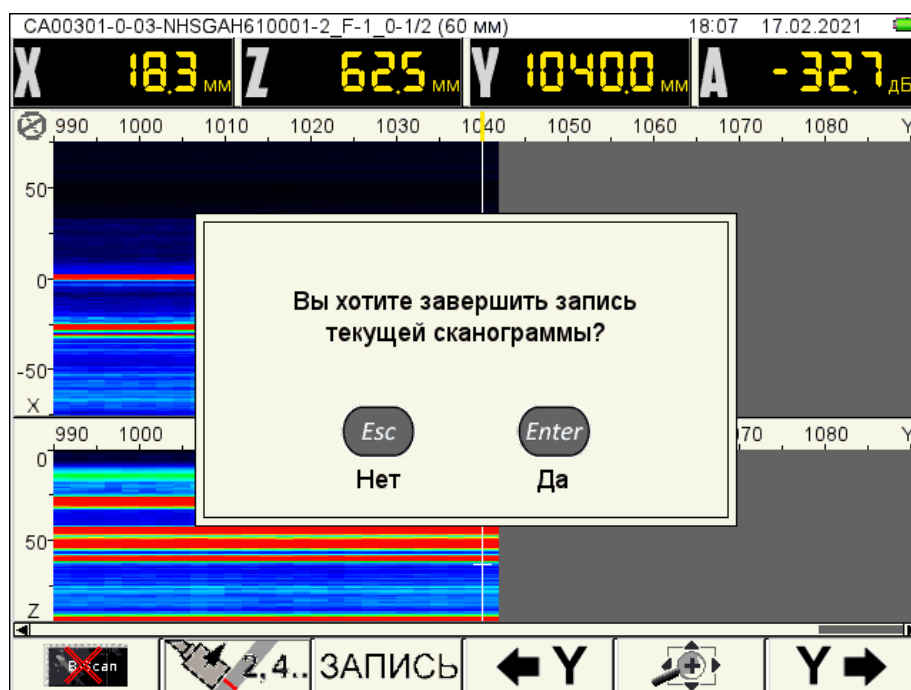 CA00301-0-03-NHSGAH610001-2_F-1_0-1/2 (60 мм) 18:07 17.02.2021
X 18.3 мм Z 62.5 мм Y 1040.0 мм A -32.7 дБ
990 1000 1010 1020 1030 1040 1050 1060 1070 1080 Y
50
0
-50
X
Вы хотите завершить запись
текущей сканограммы?
Esc Enter
Нет Да
990 1000 1070 1080 Y
0
50
Z
B-Scan 2,4.. ЗАПИСЬ Y Y